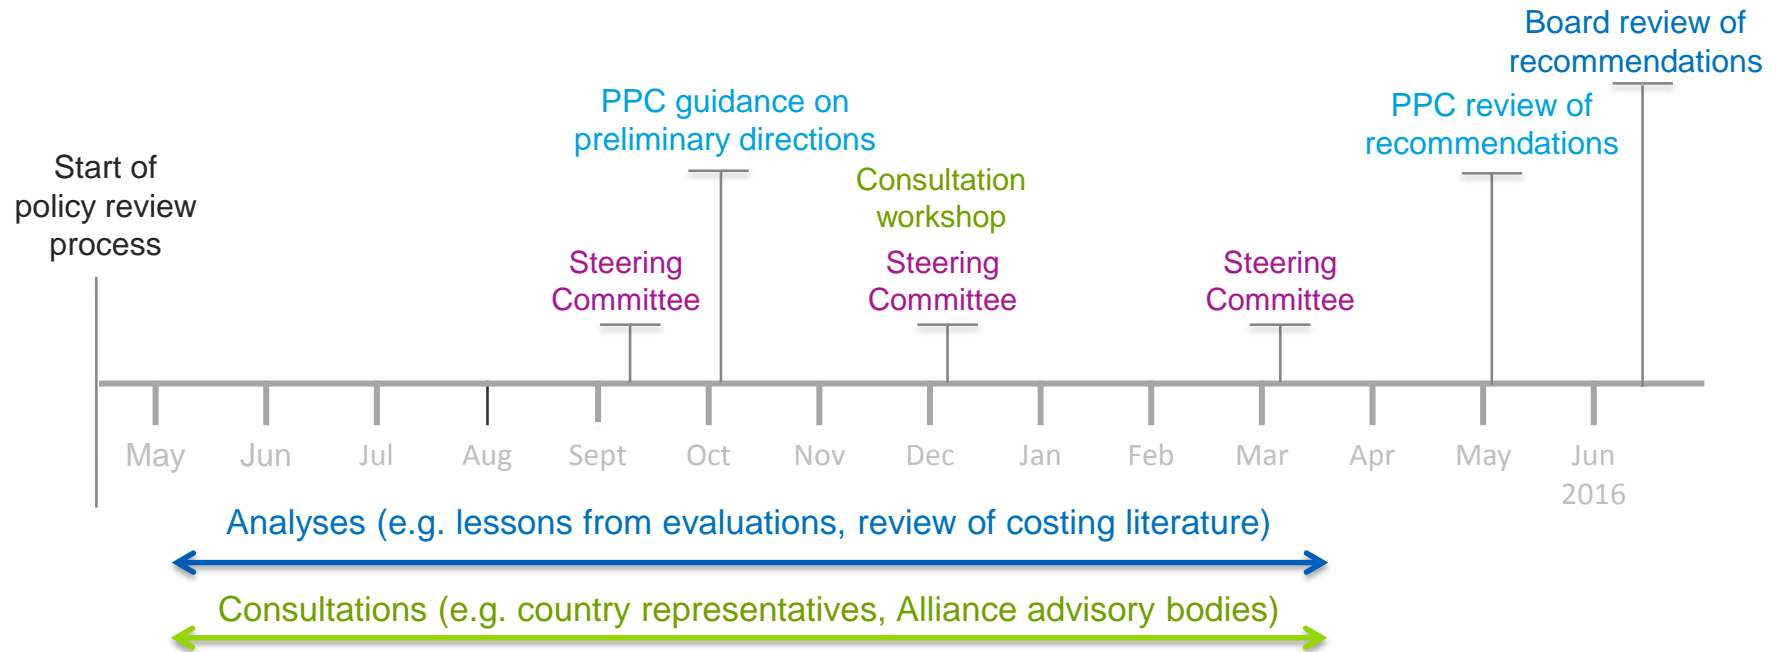 Board review of
recommendations
PPC guidance on
preliminary directions
PPC review of
recommendations
Start of
policy review
process
Consultation
workshop
Steering
Committee
Steering
Committee
Steering
Committee
May Jun Jul Aug Sept Oct Nov Dec Jan Feb Mar Apr May Jun
2016
Analyses (e.g. lessons from evaluations, review of costing literature)
Consultations (e.g. country representatives, Alliance advisory bodies)